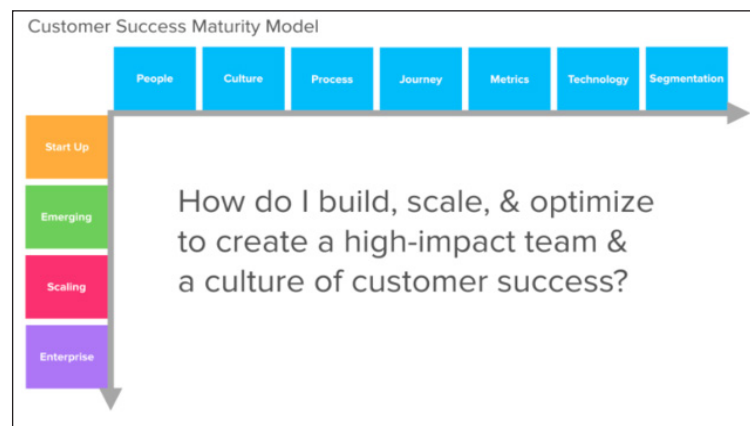 Customer Success Maturity Model
People
Culture
Process
Journey
Metrics
Technology
Segmentation
Start Up
Emerging
Scaling
Enterprise
How do I build, scale, & optimize
to create a high-impact team &
a culture of customer success?